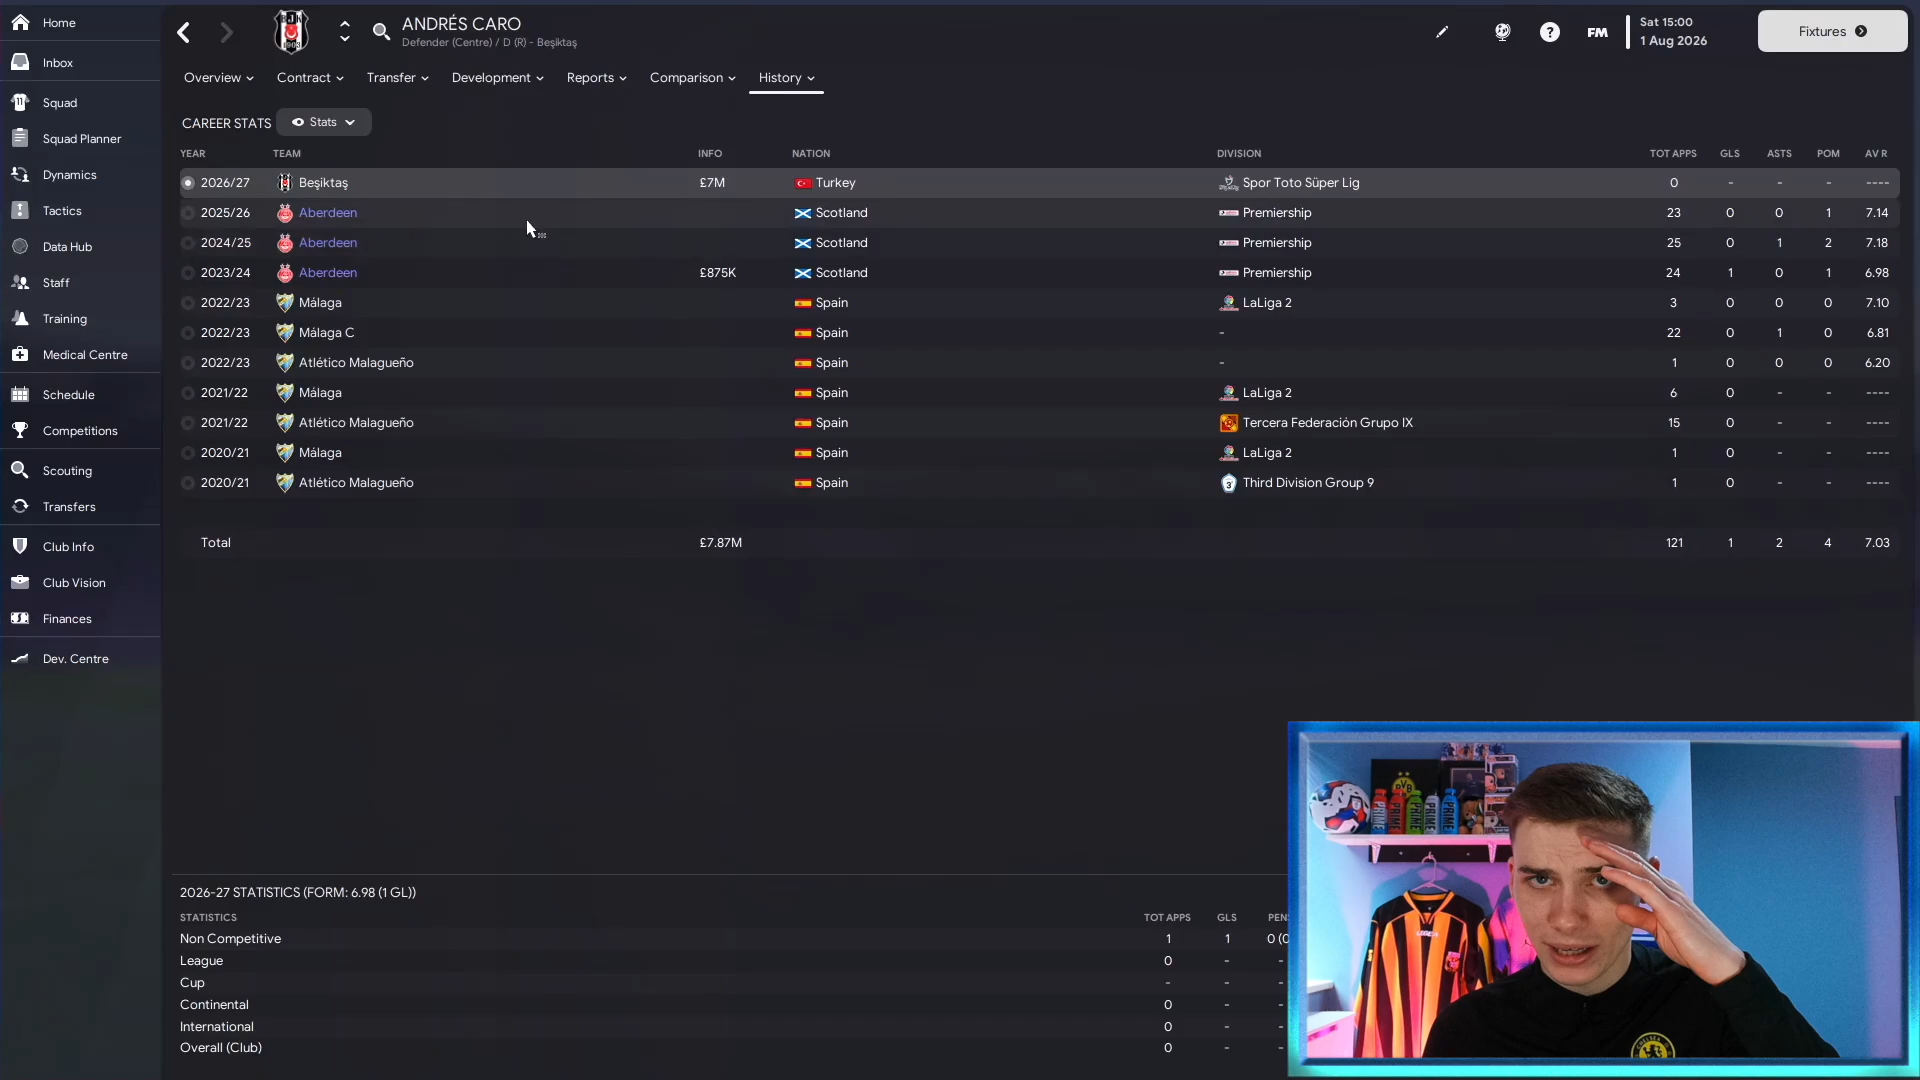 Home
Inbox
Squad
Squad Planner
Dynamics
Tactics
Data Hub
Staff
Training
Medical Centre
Schedule
Competitions
Scouting
Transfers
Club Info
Club Vision
Finances
Dev. Centre
ANDRÉS CARO
Defender (Centre) / D (R) - Beşiktaş
FM
Sat 15:00
1 Aug 2026
Fixtures
Overview Contract Transfer Development Reports Comparison History
CAREER STATS Stats
YEAR TEAM INFO NATION DIVISION TOT APPS GLS ASTS POM AV R
2026/27 Beşiktaş £7M Turkey Spor Toto Süper Lig 0 - - - ----
2025/26 Aberdeen Scotland Premiership 23 0 0 1 7.14
2024/25 Aberdeen Scotland Premiership 25 0 1 2 7.18
2023/24 Aberdeen £875K Scotland Premiership 24 1 0 1 6.98
2022/23 Málaga Spain LaLiga 2 3 0 0 0 7.10
2022/23 Málaga C Spain - 22 0 1 0 6.81
2022/23 Atlético Malagueño Spain - 1 0 0 0 6.20
2021/22 Málaga Spain LaLiga 2 6 0 - - ----
2021/22 Atlético Malagueño Spain Tercera Federación Grupo IX 15 0 - - ----
2020/21 Málaga Spain LaLiga 2 1 0 - - ----
2020/21 Atlético Malagueño Spain Third Division Group 9 1 0 - - ----
Total £7.87M 121 1 2 4 7.03
2026-27 STATISTICS (FORM: 6.98 (1 GL))
STATISTICS TOT APPS GLS PENS
Non Competitive 1 1 0 (0
League 0 - -
Cup - - -
Continental 0 - -
International 0 - -
Overall (Club) 0 - -
BVB
PRIME PRIME PRIME PRIME PRIME
CHELSEA